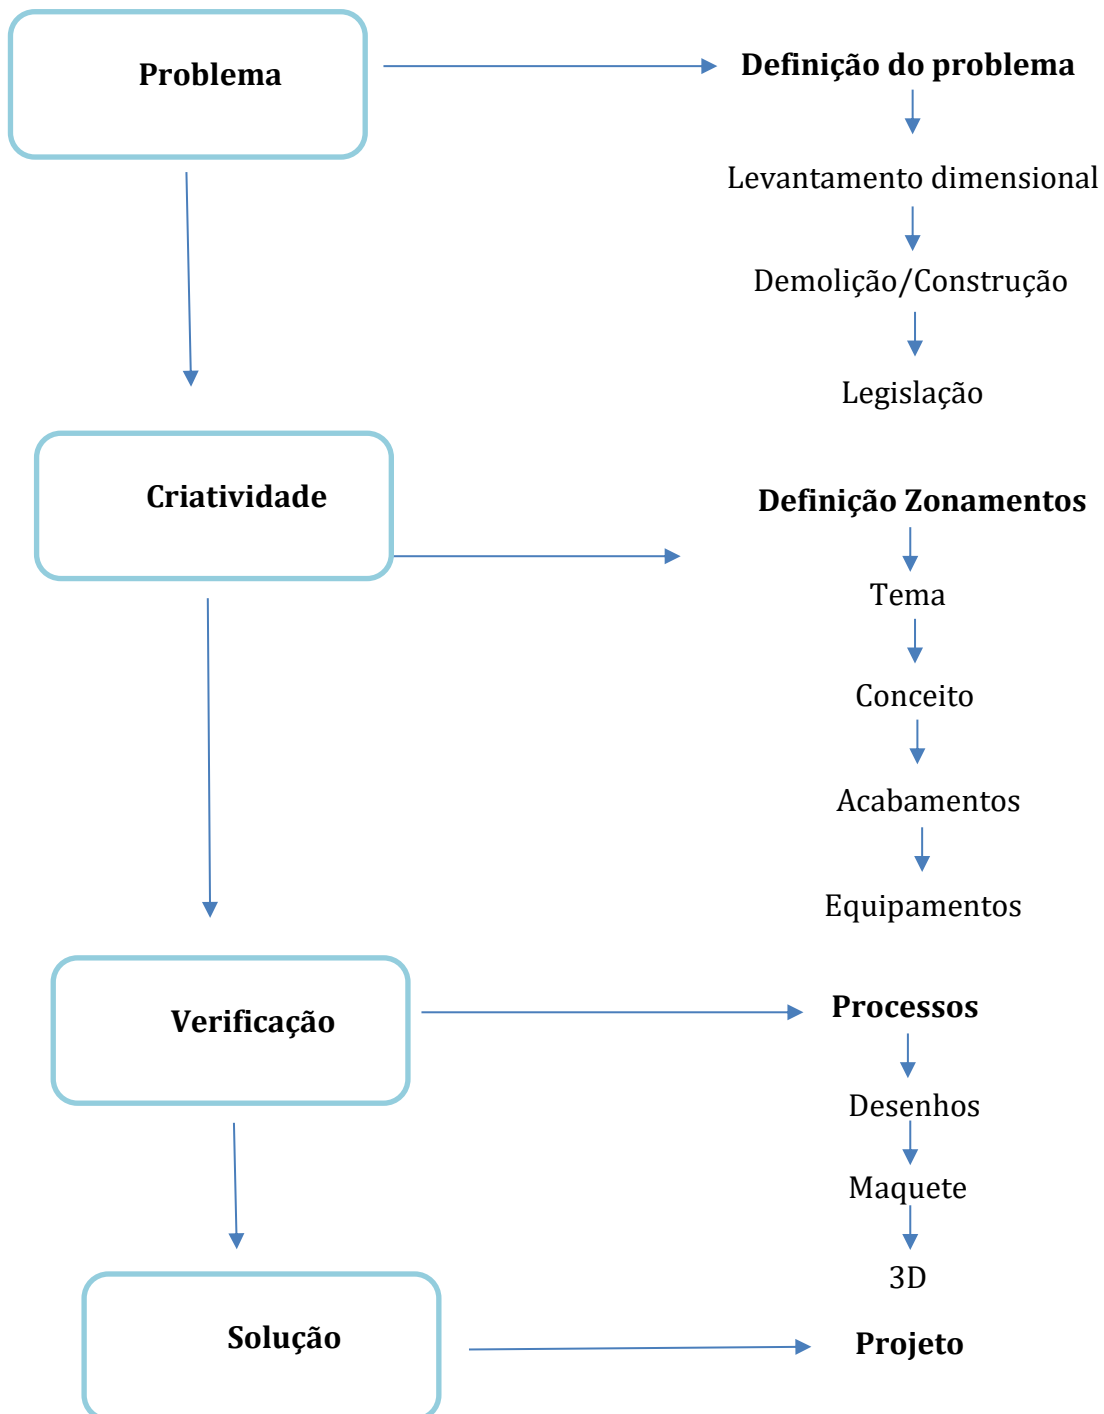 Problema
Definição do problema
Levantamento dimensional
Demolição/Construção
Legislação
Criatividade
Definição Zonamentos
Tema
Conceito
Acabamentos
Equipamentos
Verificação
Processos
Desenhos
Maquete
3D
Solução
Projeto